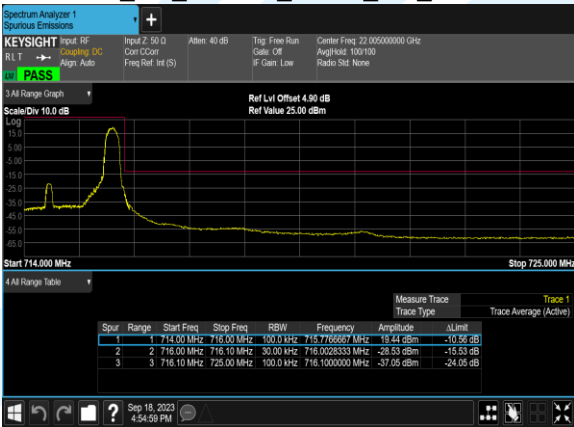 Spectrum Analyzer 1
Spurious Emissions
KEYSIGHT
RLT
LXI
PASS
Input: RF
Coupling: DC
Align: Auto
Input Z: 50 Ω
Corr CCorr
Freq Ref: Int (S)
Atten: 40 dB
Trig: Free Run
Gate: Off
IF Gain: Low
Center Freq: 22.005000000 GHz
Avg|Hold: 100/100
Radio Std: None
3 All Range Graph
Scale/Div 10.0 dB
Ref Lvl Offset 4.90 dB
Ref Value 25.00 dBm
Log
15.0
5.00
-5.00
-15.0
-25.0
-35.0
-45.0
-55.0
-65.0
Start 714.000 MHz
Stop 725.000 MHz
4 All Range Table
Measure Trace Trace 1
Trace Type Trace Average (Active)
Spur Range Start Freq Stop Freq RBW Frequency Amplitude ΔLimit
1 1 714.00 MHz 716.00 MHz 100.0 kHz 715.7766667 MHz 19.44 dBm -10.56 dB
2 2 716.00 MHz 716.10 MHz 30.00 kHz 716.0028333 MHz -28.53 dBm -15.53 dB
3 3 716.10 MHz 725.00 MHz 100.0 kHz 716.1000000 MHz -37.05 dBm -24.05 dB
Sep 18, 2023
4:54:59 PM